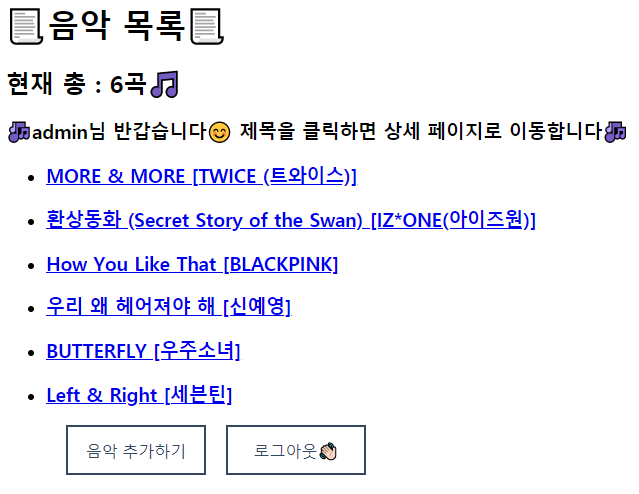 📃음악 목록📃
현재 총 : 6곡🎵
🎶admin님 반갑습니다😊 제목을 클릭하면 상세 페이지로 이동합니다🎶
• MORE & MORE [TWICE (트와이스)]
• 환상동화 (Secret Story of the Swan) [IZ*ONE(아이즈원)]
• How You Like That [BLACKPINK]
• 우리 왜 헤어져야 해 [신예영]
• BUTTERFLY [우주소녀]
• Left & Right [세븐틴]
음악 추가하기 로그아웃👏🏻